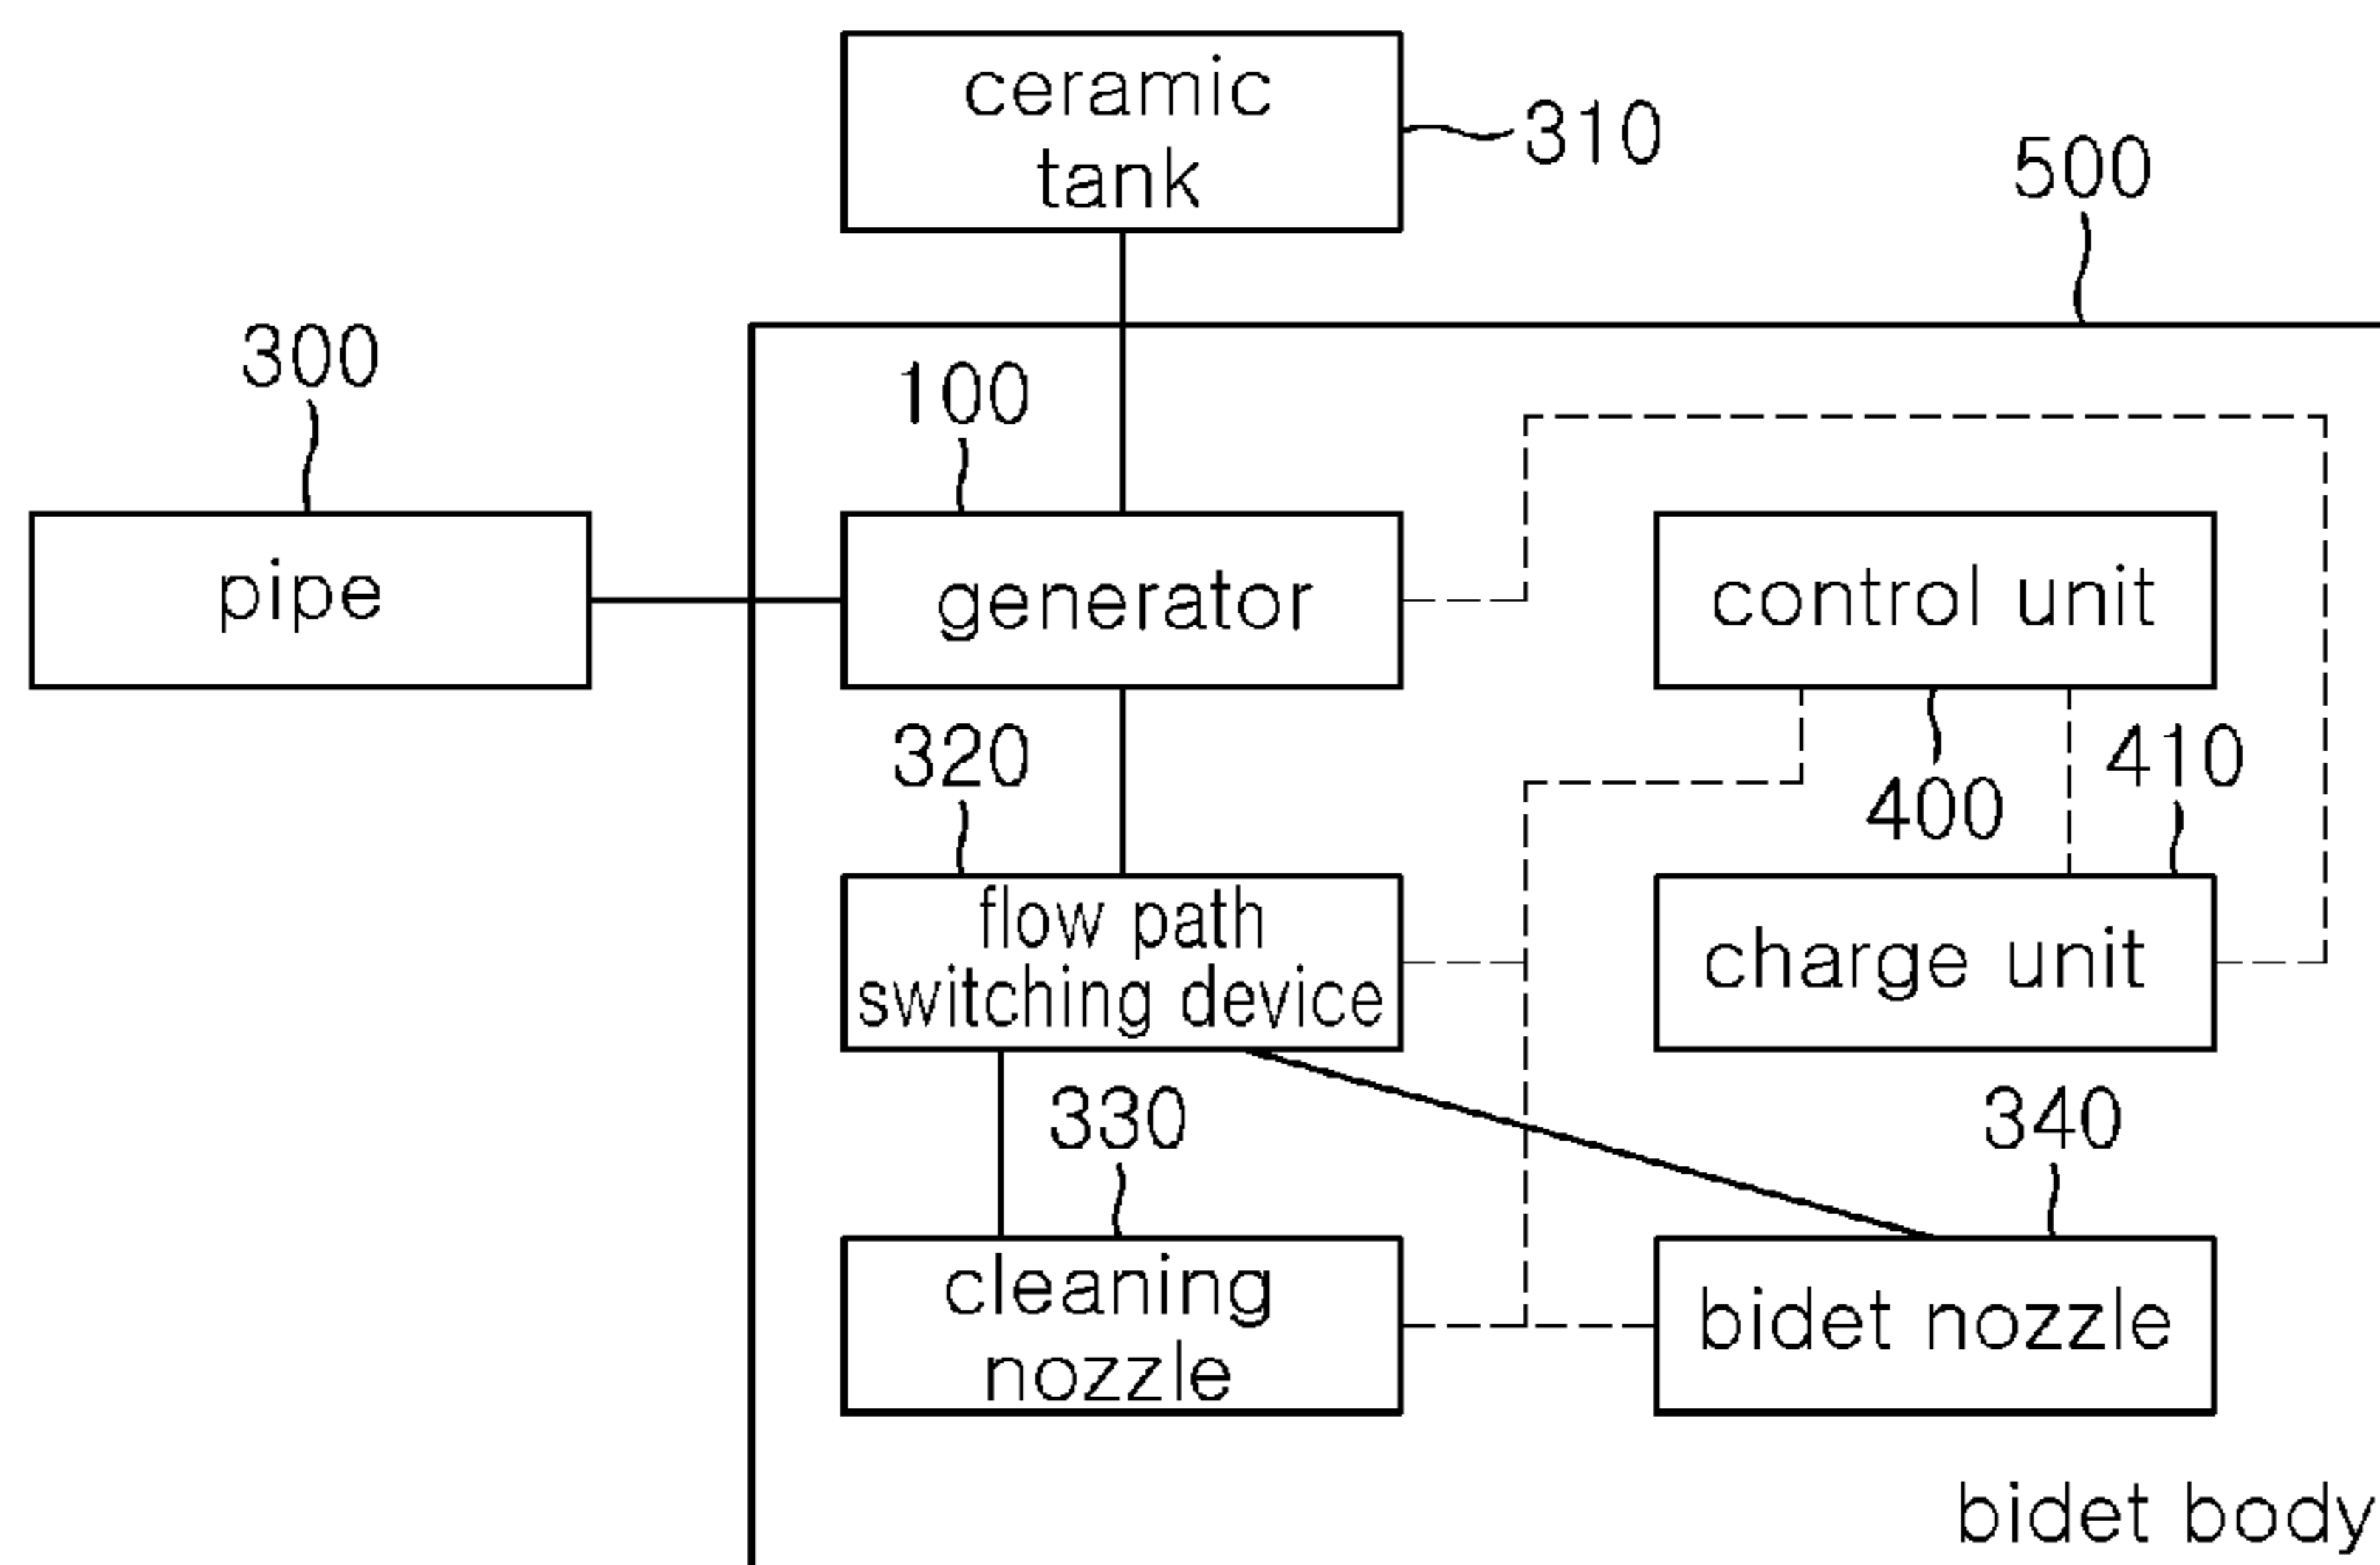 ceramic
tank
310
500
300
100
pipe
generator
control unit
320
400
410
flow path
switching device
charge unit
330
340
cleaning
nozzle
bidet nozzle
bidet body